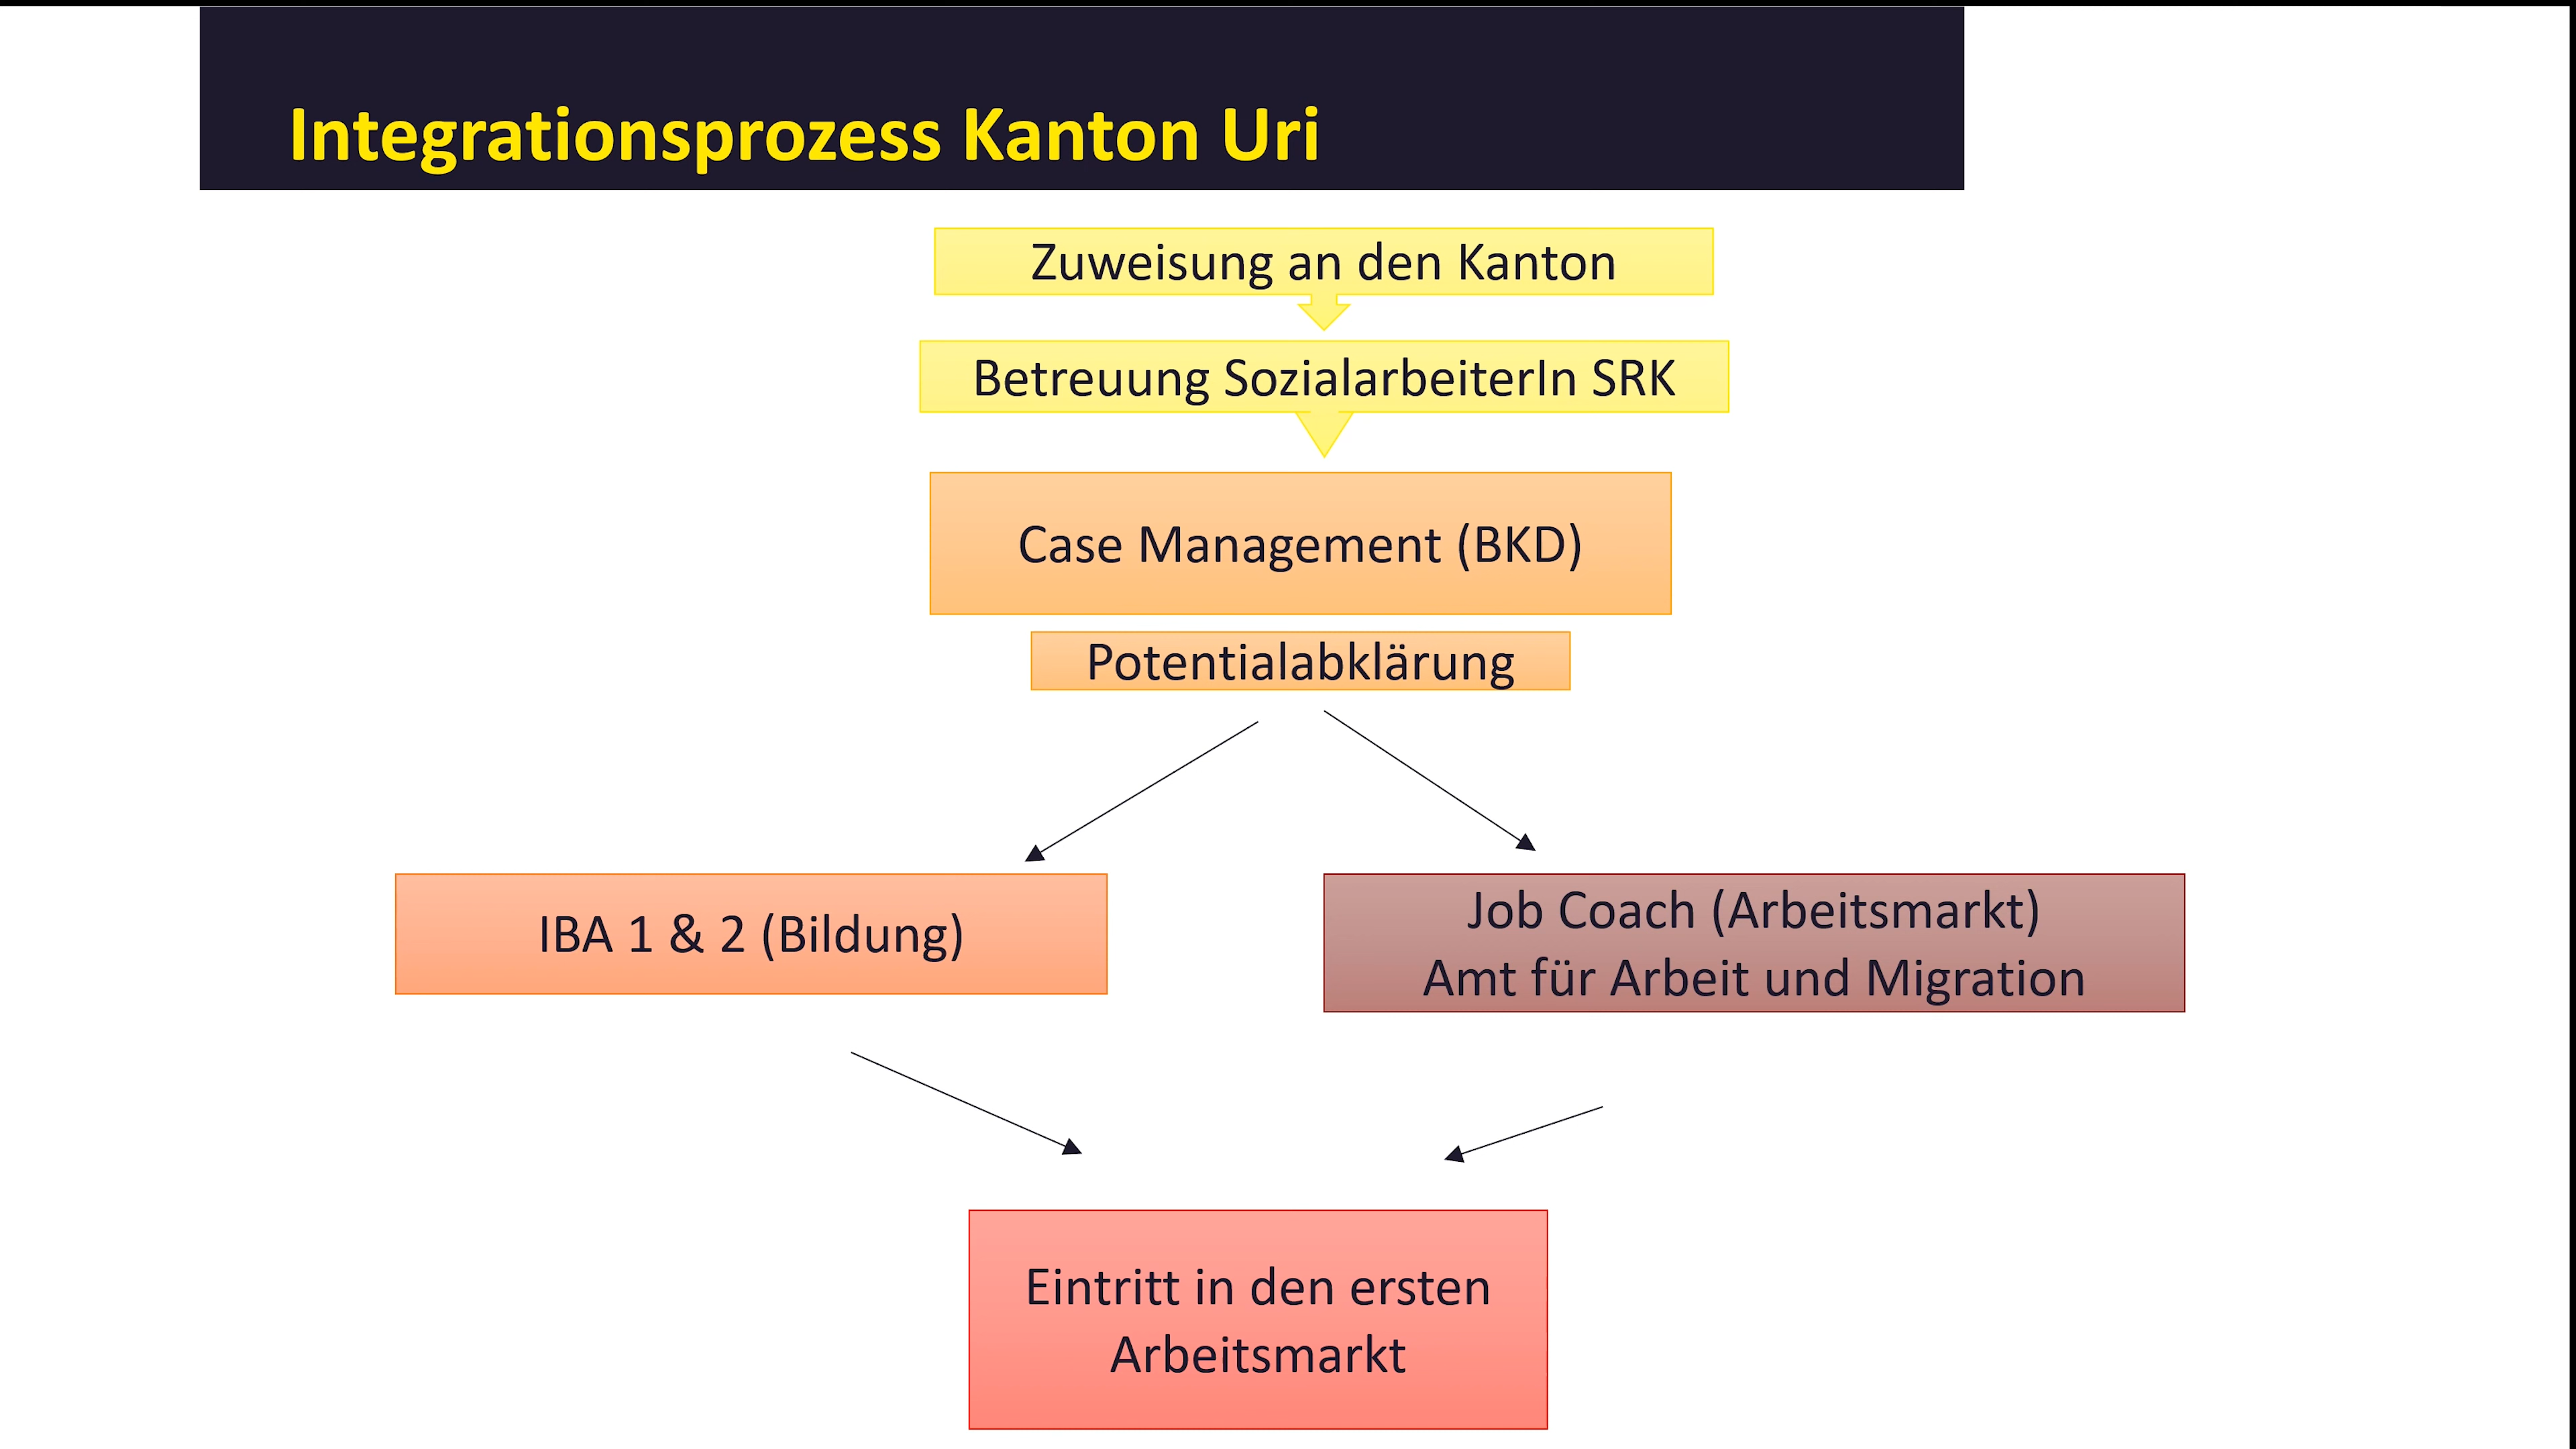 Integrationsprozess Kanton Uri
Zuweisung an den Kanton
Betreuung SozialarbeiterIn SRK
Case Management (BKD)
Potentialabklärung
IBA 1 & 2 (Bildung)
Job Coach (Arbeitsmarkt)
Amt für Arbeit und Migration
Eintritt in den ersten
Arbeitsmarkt